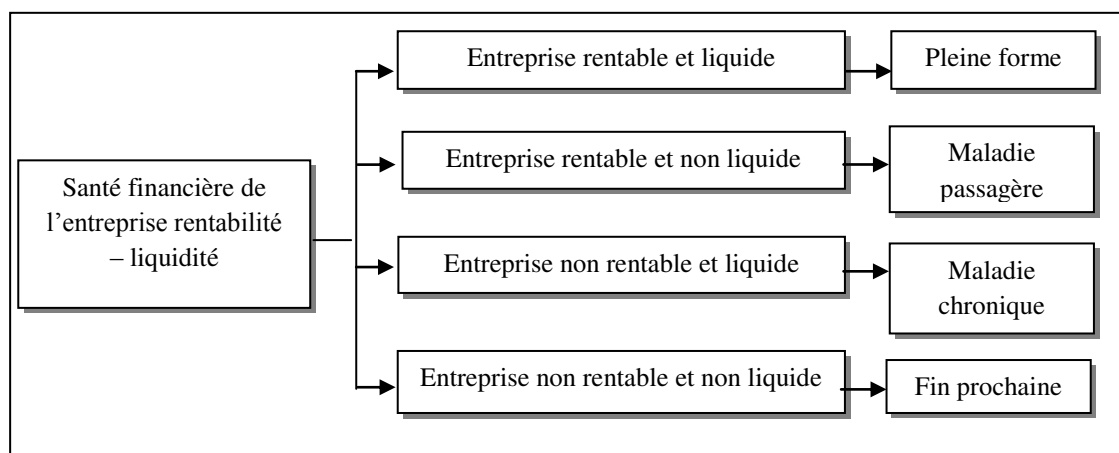 Entreprise rentable et liquide
Pleine forme
Entreprise rentable et non liquide
Maladie
passagère
Santé financière de
l’entreprise rentabilité
– liquidité
Entreprise non rentable et liquide
Maladie
chronique
Entreprise non rentable et non liquide
Fin prochaine